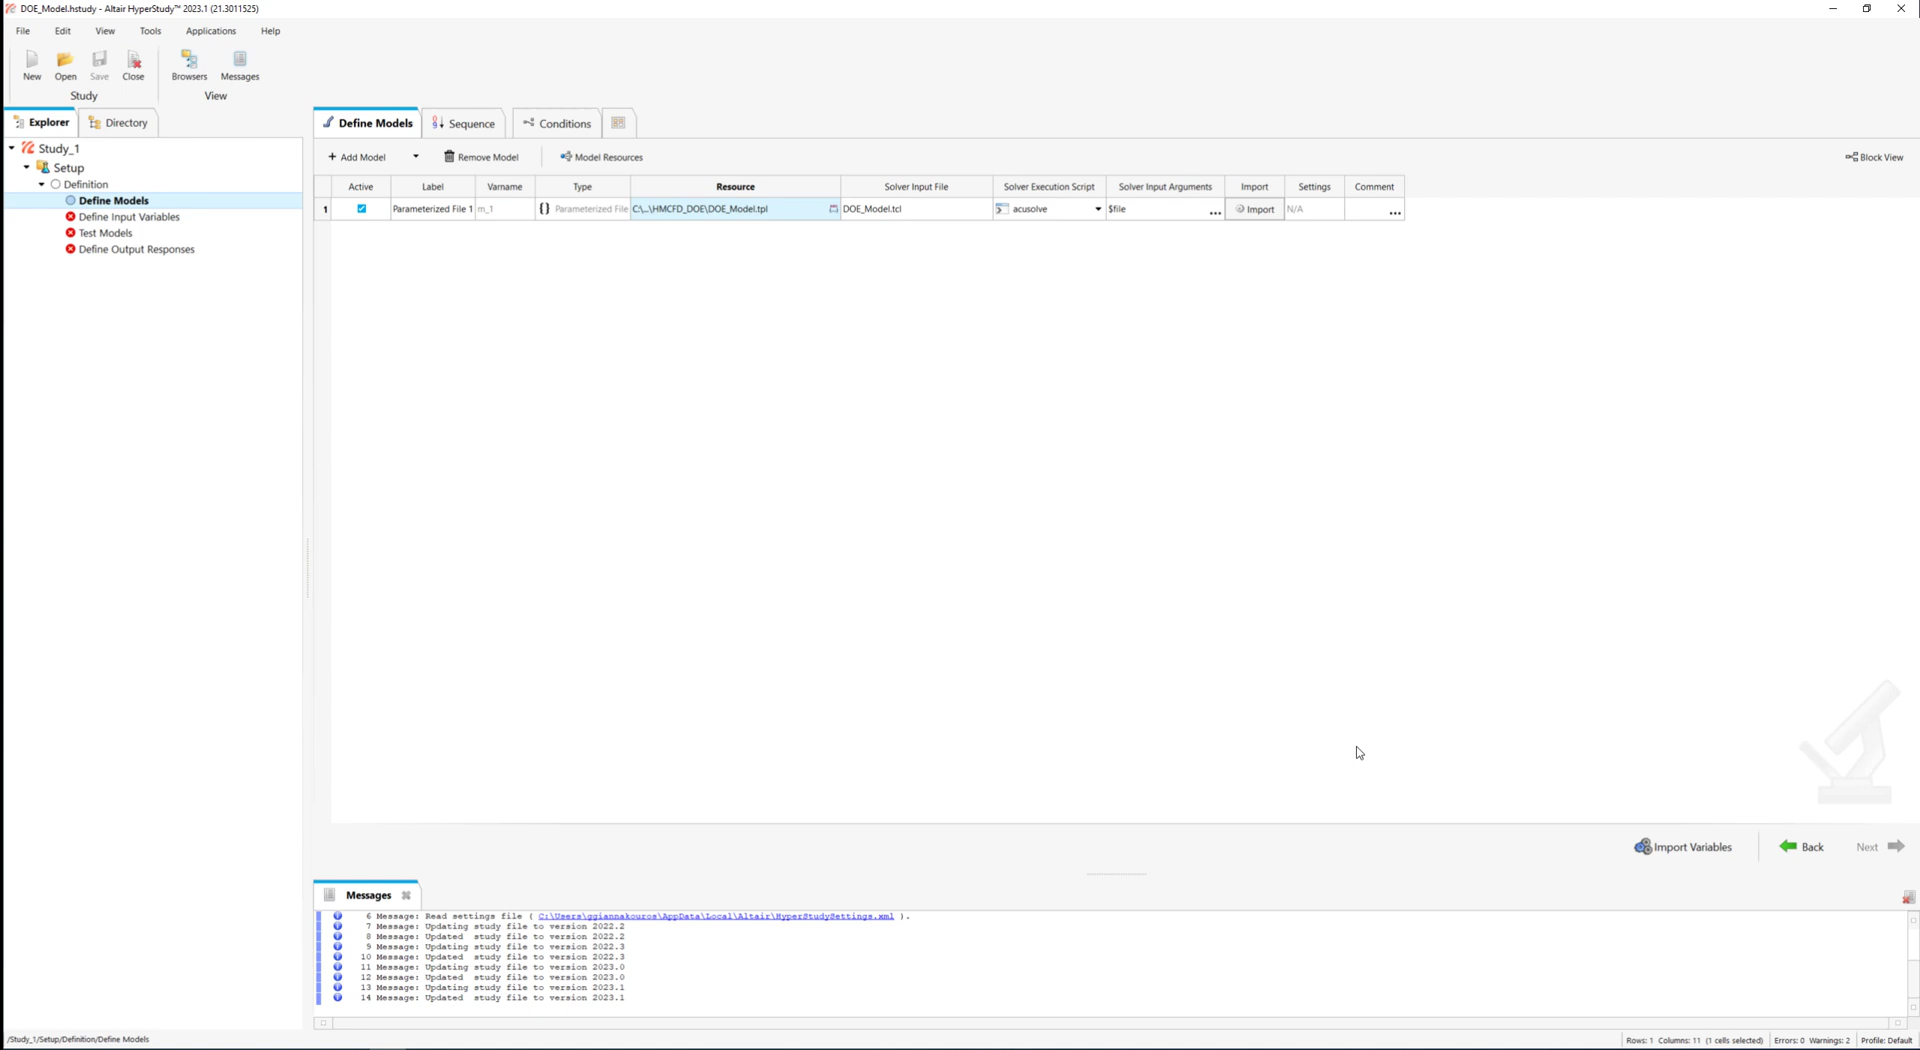 DOE_Model.hstudy - Altair HyperStudy™ 2023.1 (21.3011525)
File Edit View Tools Applications Help
New Open Save Close Browsers Messages
Study View
Explorer Directory
Define Models Sequence Conditions
+ Add Model Remove Model Model Resources Block View
Active Label Varname Type Resource Solver Input File Solver Execution Script Solver Input Arguments Import Settings Comment
1 Parameterized File 1 m_1 {} Parameterized File C:\...\HMCFD_DOE\DOE_Model.tpl DOE_Model.tcl acusolve $file ... Import N/A ...
Study_1
Setup
Definition
Define Models
Define Input Variables
Test Models
Define Output Responses
Import Variables Back Next
Messages
6 Message: Read settings file ( C:\Users\ggiannakouros\AppData\Local\Altair\HyperStudySettings.xml ).
7 Message: Updating study file to version 2022.2
8 Message: Updated study file to version 2022.2
9 Message: Updating study file to version 2022.3
10 Message: Updated study file to version 2022.3
11 Message: Updating study file to version 2023.0
12 Message: Updated study file to version 2023.0
13 Message: Updating study file to version 2023.1
14 Message: Updated study file to version 2023.1
/Study_1/Setup/Definition/Define Models
Rows: 1 Columns: 11 (1 cells selected) Errors: 0 Warnings: 2 Profile: Default